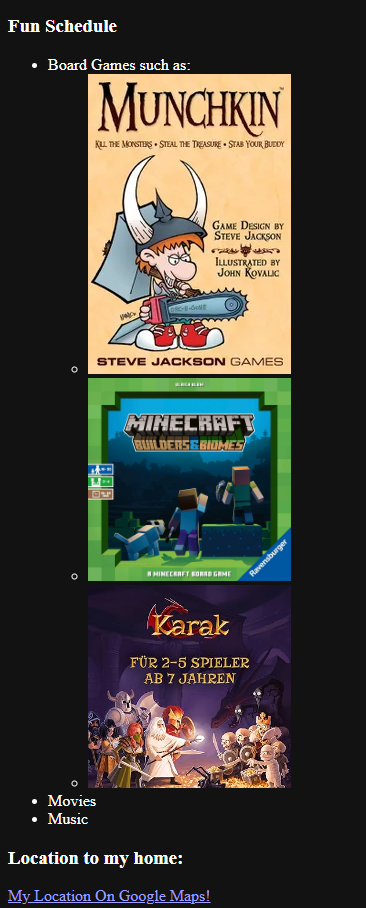 Fun Schedule
Board Games such as:
MUNCHKIN
KILL THE MONSTERS • STEAL THE TREASURE • STAB YOUR BUDDY
GAME DESIGN BY
STEVE JACKSON
ILLUSTRATED BY
JOHN KOVALIC
STEVE JACKSON GAMES
MINECRAFT
BUILDERS & BIOMES
A MINECRAFT BOARD GAME
Ravensburger
Karak
FÜR 2-5 SPIELER
AB 7 JAHREN
Movies
Music
Location to my home:
My Location On Google Maps!